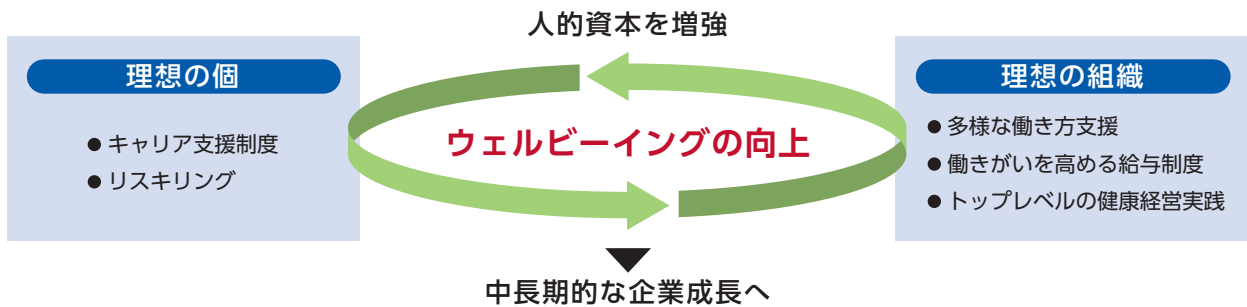 人的資本を増強
理想の個
● キャリア支援制度
● リスキリング
ウェルビーイングの向上
理想の組織
● 多様な働き方支援
● 働きがいを高める給与制度
● トップレベルの健康経営実践
中長期的な企業成長へ